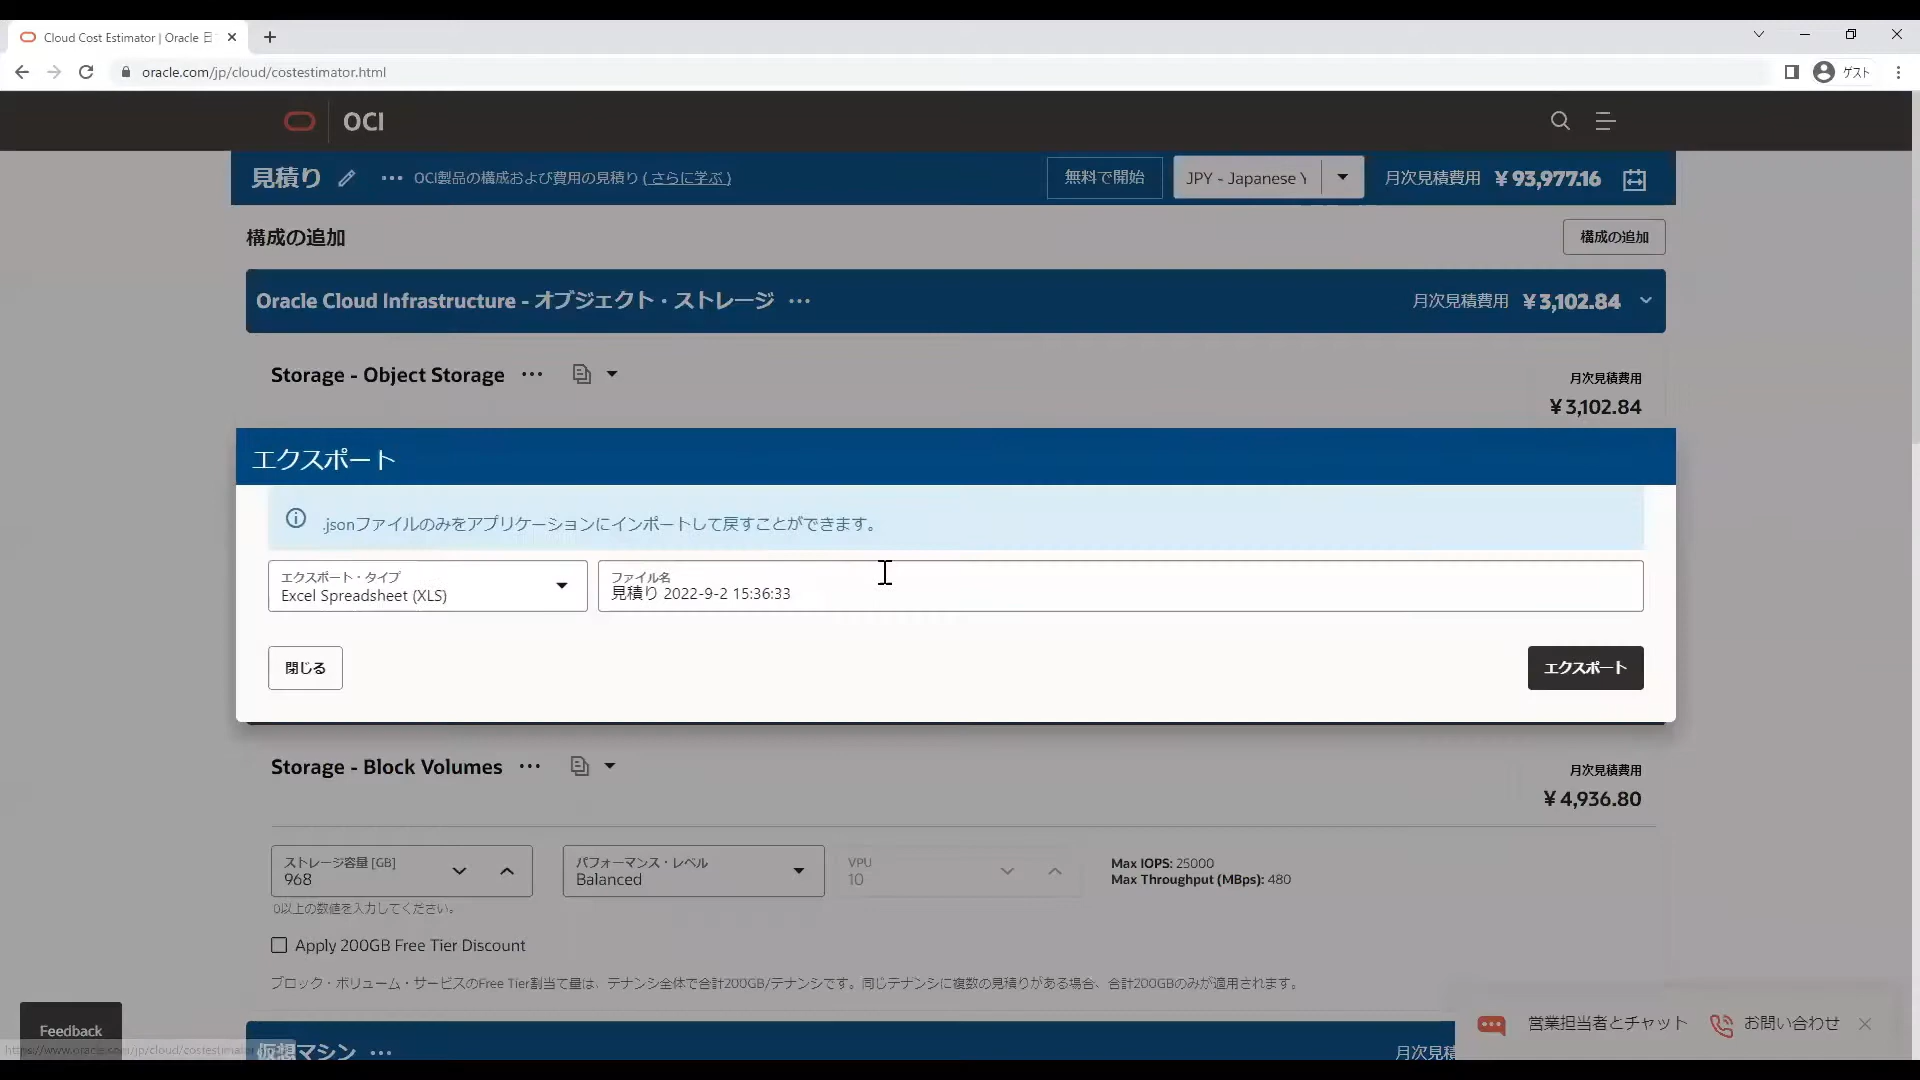 Cloud Cost Estimator | Oracle 日
oracle.com/jp/cloud/costestimator.html
ゲスト
OCI
見積り ... OCI製品の構成および費用の見積り ( さらに学ぶ )
無料で開始
JPY - Japanese Y
月次見積費用 ¥ 93,977.16
構成の追加
構成の追加
Oracle Cloud Infrastructure - オブジェクト・ストレージ ...
月次見積費用 ¥3,102.84
Storage - Object Storage ...
月次見積費用
¥3,102.84
エクスポート
.jsonファイルのみをアプリケーションにインポートして戻すことができます。
エクスポート・タイプ
Excel Spreadsheet (XLS)
ファイル名
見積り 2022-9-2 15:36:33
閉じる
エクスポート
Storage - Block Volumes ...
月次見積費用
¥ 4,936.80
ストレージ容量 [GB]
968
パフォーマンス・レベル
Balanced
VPU
10
Max IOPS: 25000
Max Throughput (MBps): 480
0以上の数値を入力してください。
Apply 200GB Free Tier Discount
ブロック・ボリューム・サービスのFree Tier割当て量は、テナンシ全体で合計200GB/テナンシです。同じテナンシに複数の見積りがある場合、合計200GBのみが適用されます。
Feedback
営業担当者とチャット
お問い合わせ
https://www.oracle.com/jp/cloud/costestimator
仮想マシン ...
月次見積